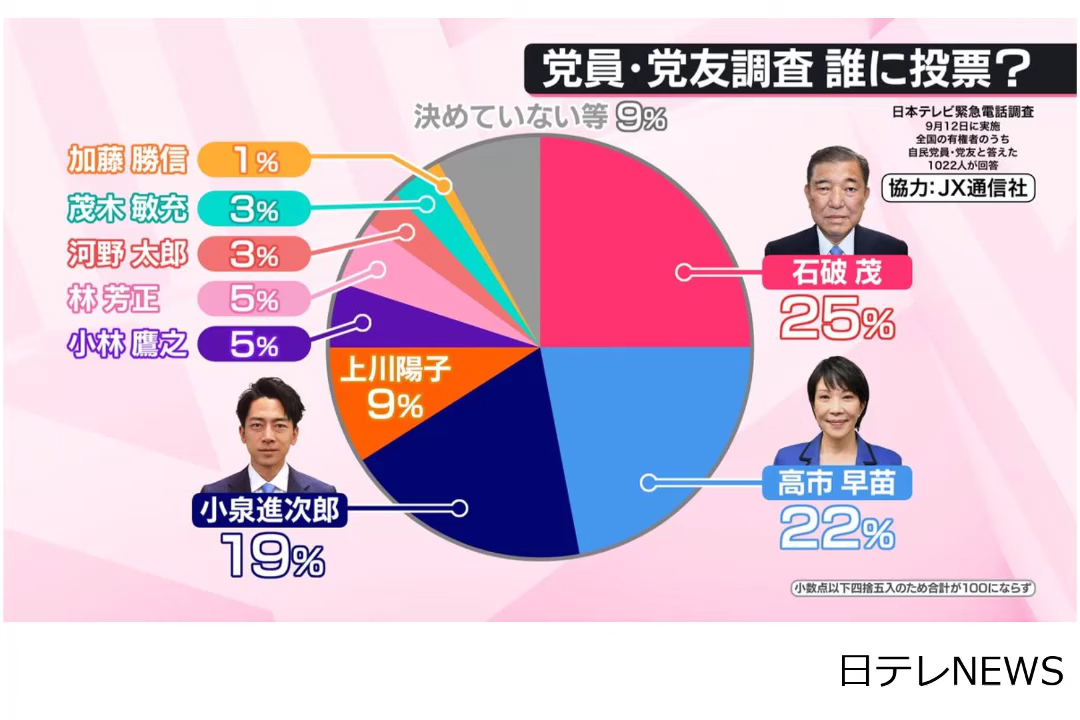 党員・党友調査 誰に投票？
日本テレビ緊急電話調査
9月12日に実施
全国の有権者のうち
自民党員・党友と答えた
1022人が回答
協力：JX通信社
決めていない等 9%
加藤 勝信 1%
茂木 敏充 3%
河野 太郎 3%
林 芳正 5%
小林 鷹之 5%
上川陽子
9%
石破 茂
25%
高市 早苗
22%
小泉進次郎
19%
小数点以下四捨五入のため合計が100にならず
日テレNEWS